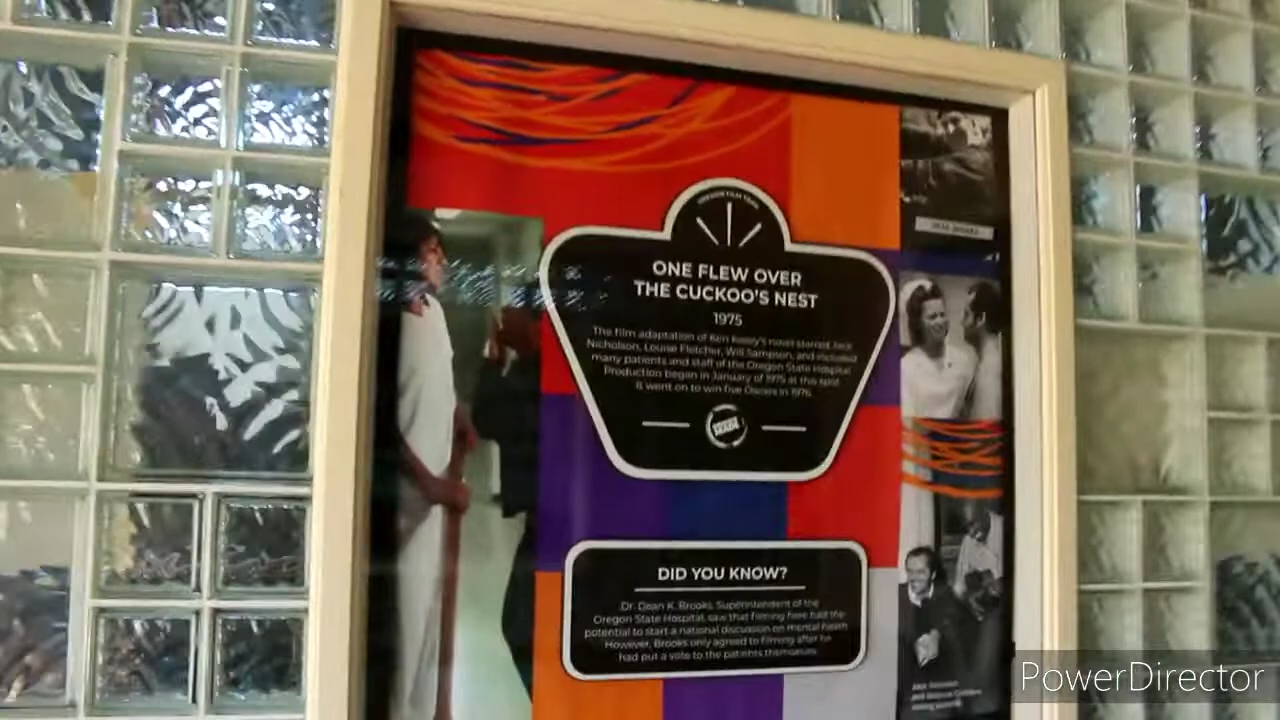 OREGON FILM TRAIL
ONE FLEW OVER
THE CUCKOO'S NEST
1975
The film adaptation of Ken Kesey's novel starred Jack
Nicholson, Louise Fletcher, Will Sampson, and included
many patients and staff of the Oregon State Hospital.
Production began in January of 1975 at this spot.
It went on to win five Oscars in 1976.
DID YOU KNOW?
Dr. Dean K. Brooks, Superintendent of the
Oregon State Hospital, saw that filming here had the
potential to start a national discussion on mental health.
However, Brooks only agreed to filming after he
had put a vote to the patients themselves.
PowerDirector